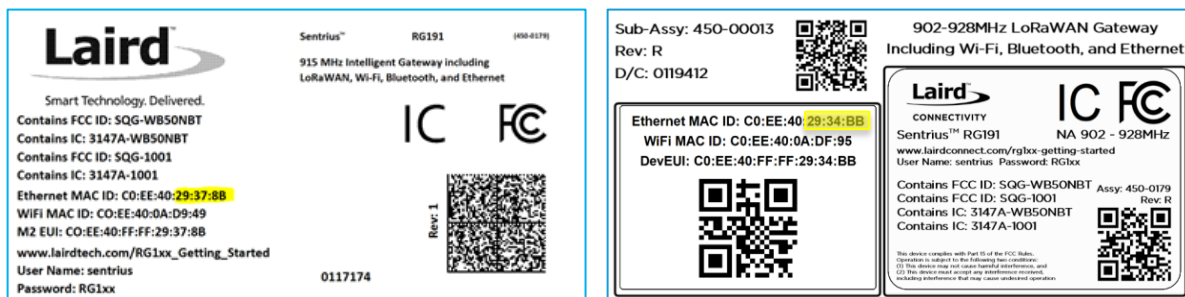 Laird
Smart Technology. Delivered.
Sentrius™ RG191 (450-0179)
915 MHz Intelligent Gateway including
LoRaWAN, Wi-Fi, Bluetooth, and Ethernet
IC FC
Contains FCC ID: SQG-WB50NBT
Contains IC: 3147A-WB50NBT
Contains FCC ID: SQG-1001
Contains IC: 3147A-1001
Ethernet MAC ID: C0:EE:40:29:37:8B
WiFi MAC ID: CO:EE:40:0A:D9:49
M2 EUI: CO:EE:40:FF:FF:29:37:8B
www.lairdtech.com/RG1xx_Getting_Started
User Name: sentrius
Password: RG1xx
Rev: 1
0117174
Sub-Assy: 450-00013
Rev: R
D/C: 0119412
Ethernet MAC ID: C0:EE:40:29:34:BB
WiFi MAC ID: C0:EE:40:0A:DF:95
DevEUI: C0:EE:40:FF:FF:29:34:BB
902-928MHz LoRaWAN Gateway
Including Wi-Fi, Bluetooth, and Ethernet
Laird
CONNECTIVITY
IC FC
Sentrius™ RG191 NA 902 - 928MHz
www.lairdconnect.com/rg1xx-getting-started
User Name: sentrius Password: RG1xx
Contains FCC ID: SQG-WB50NBT
Contains FCC ID: SQG-1001
Contains IC: 3147A-WB50NBT
Contains IC: 3147A-1001
Assy: 450-0179
Rev: R
This device may comply with Part 15 of the FCC Rules.
Operation is subject to the following two conditions:
(1) This device may not cause harmful interference, and
(2) This device must accept any interference received,
including interference that may cause undesired operation